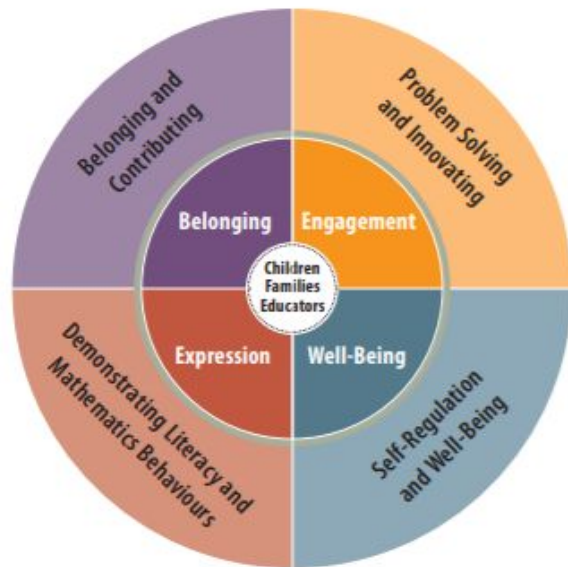 Belonging and
Contributing
Problem Solving
and Innovating
Belonging
Engagement
Children
Families
Educators
Expression
Well-Being
Demonstrating Literacy and
Mathematics Behaviours
Self-Regulation
and Well-Being